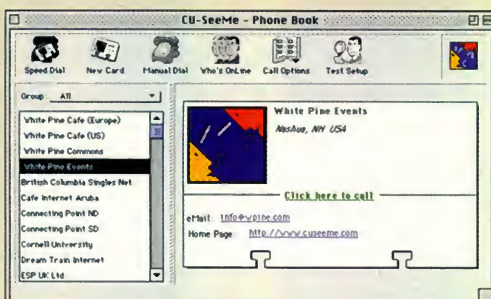 CU-SeeMe - Phone Book
Speed Dial New Card Manual Dial Who's OnLine Call Options Test Setup
Group: All
White Pine Cafe (Europe)
White Pine Cafe (US)
White Pine Commons
White Pine Events
British Columbia Singles Net
Cafe Internet Aruba
Connecting Point ND
Connecting Point SD
Cornell University
Dream Train Internet
ESP UK Ltd
White Pine Events
Nashua, NH USA
Click here to call
eMail: info@wpine.com
Home Page: http://www.cuseeme.com